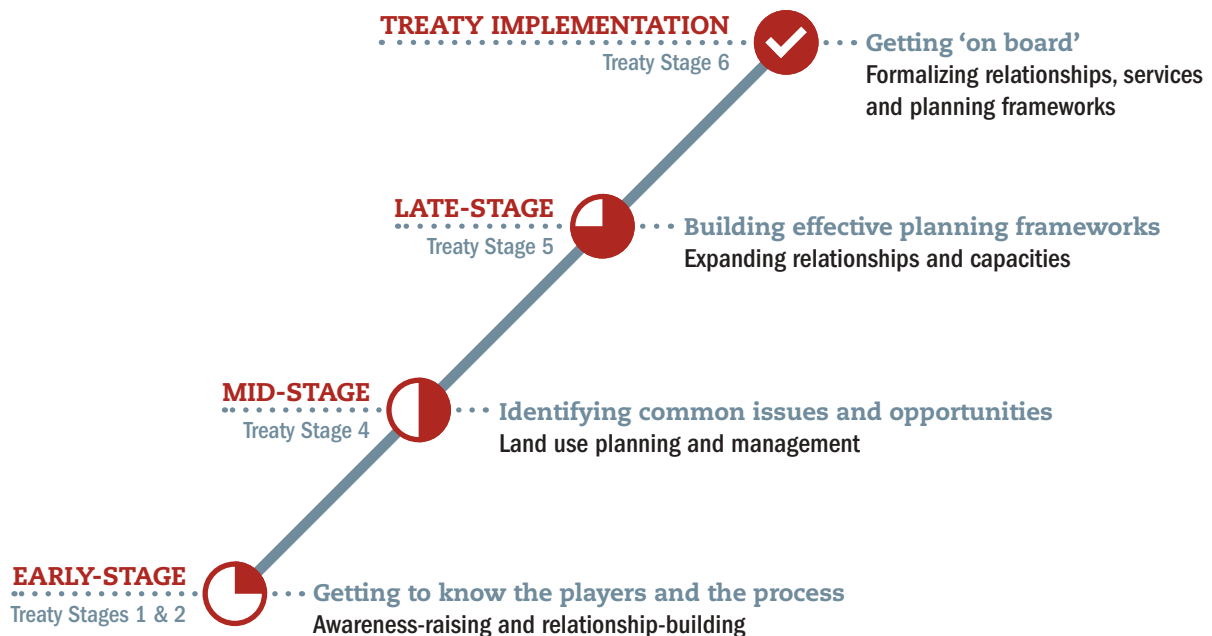 TREATY IMPLEMENTATION
Treaty Stage 6
Getting ‘on board’
Formalizing relationships, services
and planning frameworks
LATE-STAGE
Treaty Stage 5
Building effective planning frameworks
Expanding relationships and capacities
MID-STAGE
Treaty Stage 4
Identifying common issues and opportunities
Land use planning and management
EARLY-STAGE
Treaty Stages 1 & 2
Getting to know the players and the process
Awareness-raising and relationship-building